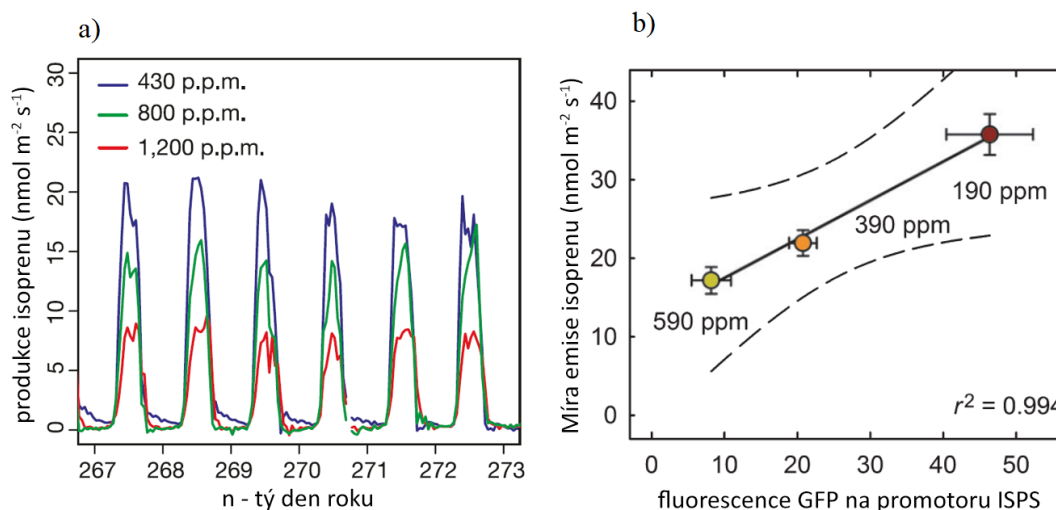 a)
produkce isoprenu (nmol m⁻² s⁻¹)
30
25
20
15
10
5
0
430 p.p.m.
800 p.p.m.
1,200 p.p.m.
267 268 269 270 271 272 273
n - tý den roku
b)
Míra emise isoprenu (nmol m⁻² s⁻¹)
40
30
20
10
0
190 ppm
390 ppm
590 ppm
r² = 0.994
0 10 20 30 40 50
fluorescence GFP na promotoru ISPS